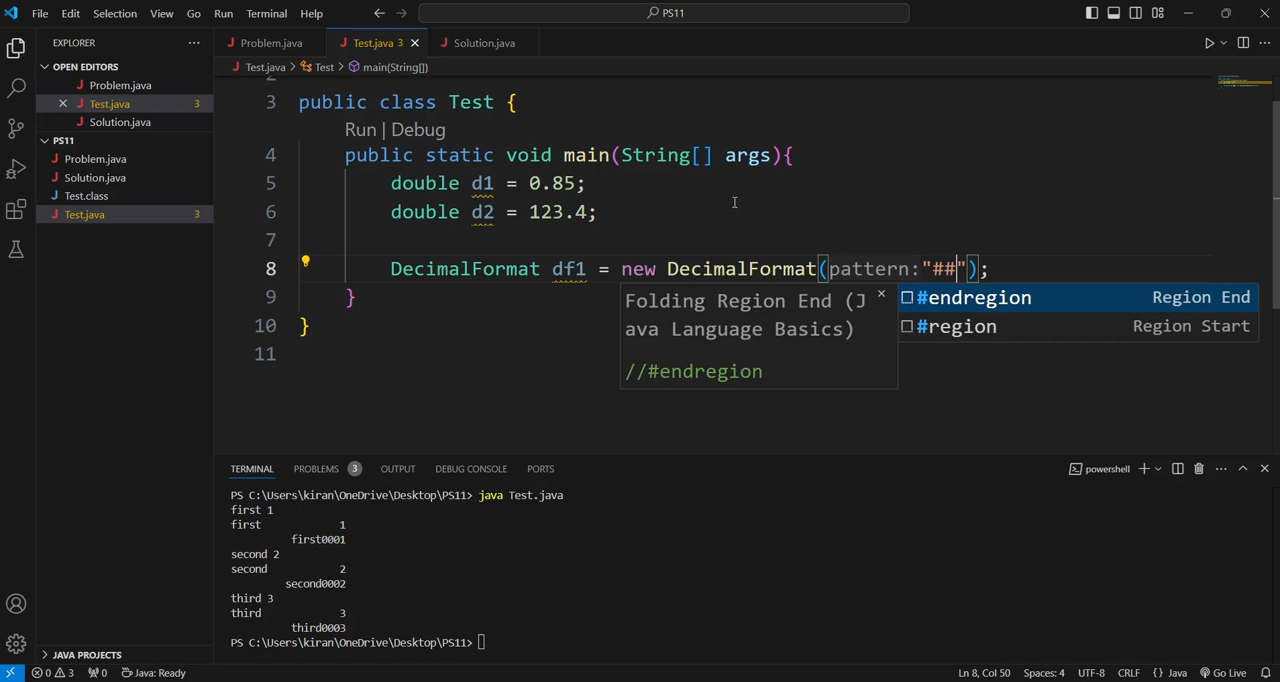 File Edit Selection View Go Run Terminal Help
PS11
EXPLORER
Problem.java
Test.java 3
Solution.java
OPEN EDITORS
Test.java > Test > main(String[])
Problem.java
Test.java 3
Solution.java
PS11
Problem.java
Solution.java
Test.class
Test.java 3
3 public class Test {
Run | Debug
4 public static void main(String[] args){
5 double d1 = 0.85;
6 double d2 = 123.4;
7
8 DecimalFormat df1 = new DecimalFormat(pattern:"##");
9 }
10 }
11
Folding Region End (J
ava Language Basics)
//#endregion
#endregion Region End
#region Region Start
TERMINAL PROBLEMS 3 OUTPUT DEBUG CONSOLE PORTS
powershell
PS C:\Users\kiran\OneDrive\Desktop\PS11> java Test.java
first 1
first 1
first0001
second 2
second 2
second0002
third 3
third 3
third0003
PS C:\Users\kiran\OneDrive\Desktop\PS11>
JAVA PROJECTS
0 3 0 Java: Ready
Ln 8, Col 50 Spaces: 4 UTF-8 CRLF {} Java Go Live